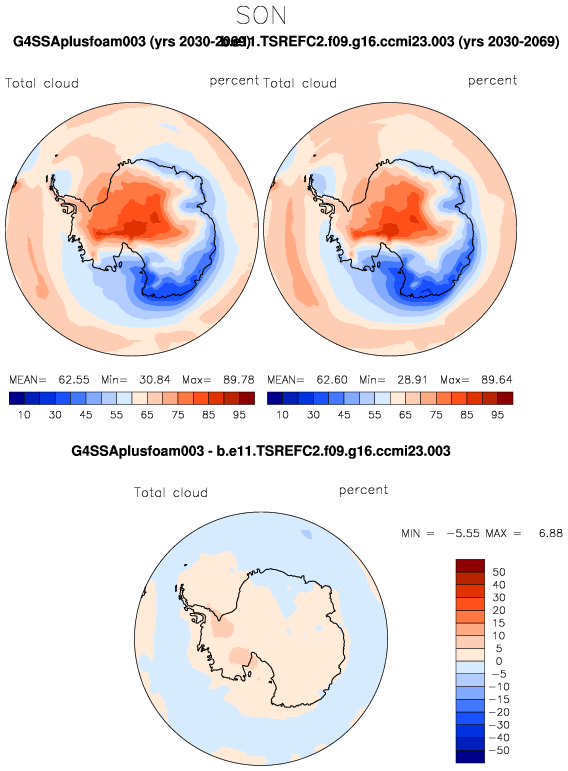 SON
G4SSAplusfoam003 (yrs 2030-2069) b.e11.TSREFC2.f09.g16.ccmi23.003 (yrs 2030-2069)
Total cloud percent Total cloud percent
MEAN= 62.55 Min= 30.84 Max= 89.78 MEAN= 62.60 Min= 28.91 Max= 89.64
10 30 45 55 65 75 85 95 10 30 45 55 65 75 85 95
G4SSAplusfoam003 - b.e11.TSREFC2.f09.g16.ccmi23.003
Total cloud percent
MIN = -5.55 MAX = 6.88
50
40
30
20
15
10
5
0
-5
-10
-15
-20
-30
-40
-50